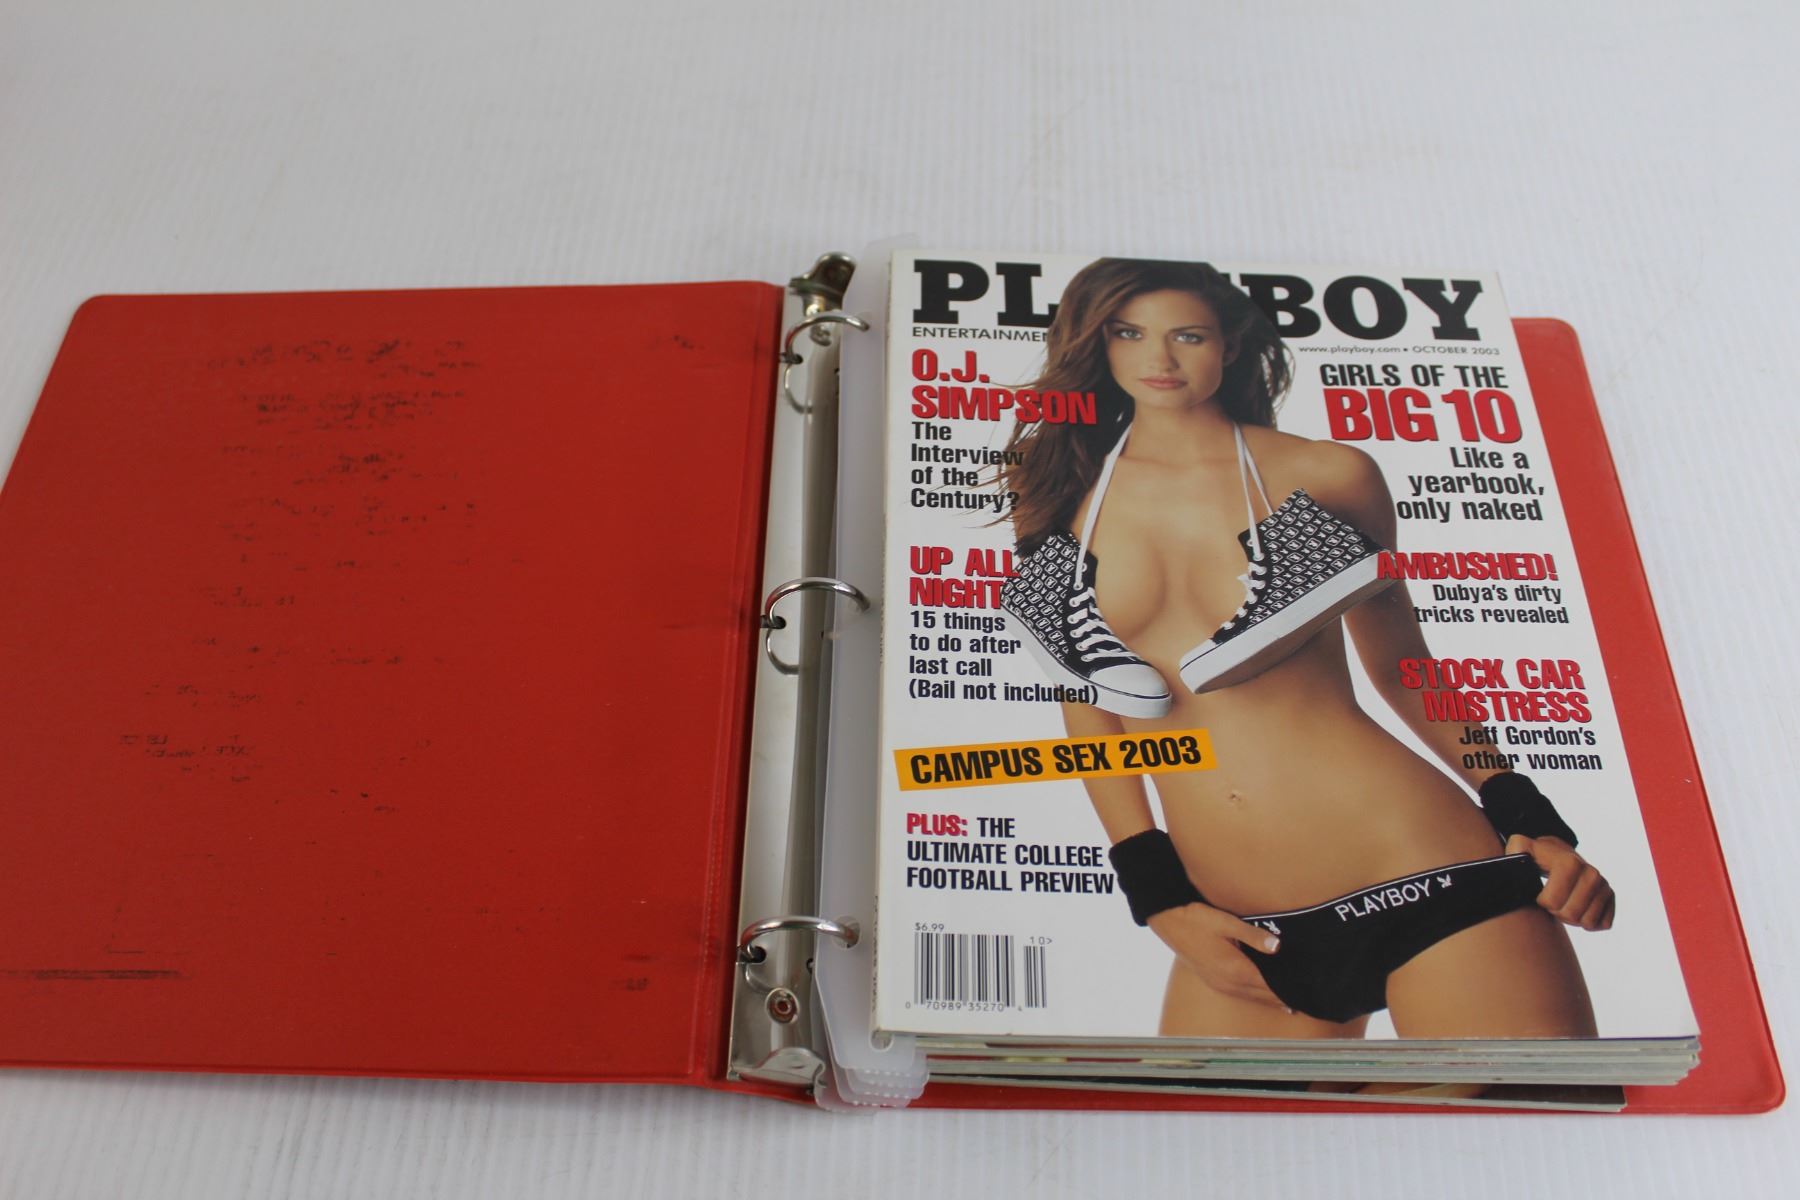 PLAYBOY
ENTERTAINMEN
www.playboy.com • OCTOBER 2003
O.J.
SIMPSON
The
Interview
of the
Century?
UP ALL
NIGHT
15 things
to do after
last call
(Bail not included)
CAMPUS SEX 2003
PLUS: THE
ULTIMATE COLLEGE
FOOTBALL PREVIEW
$6.99
10>
0 70989 35270 4
GIRLS OF THE
BIG 10
Like a
yearbook,
only naked
AMBUSHED!
Dubya's dirty
tricks revealed
STOCK CAR
MISTRESS
Jeff Gordon's
other woman
PLAYBOY